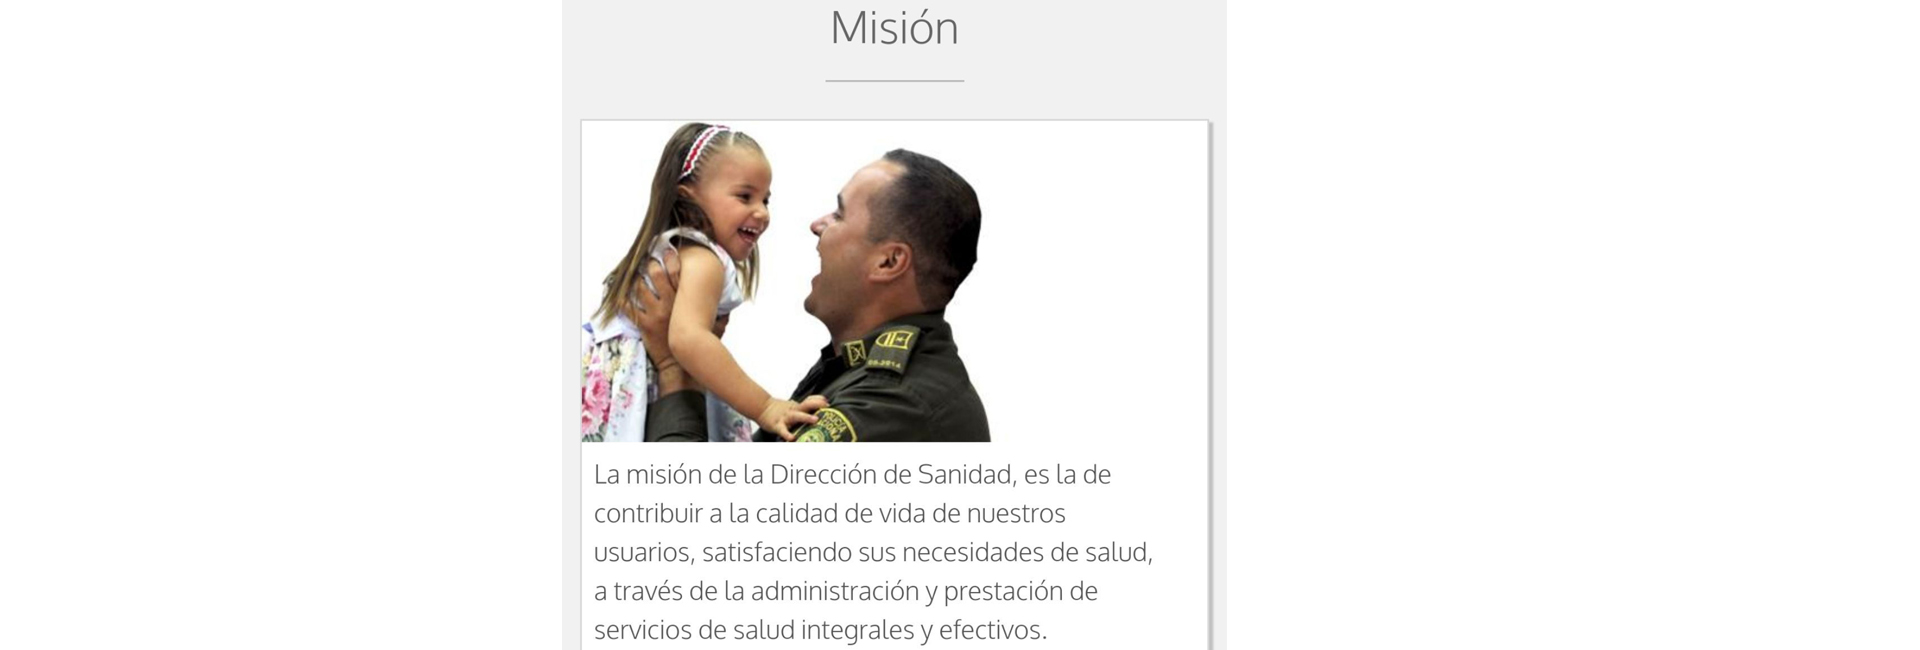 Misión
POLICÍA
La misión de la Dirección de Sanidad, es la de
contribuir a la calidad de vida de nuestros
usuarios, satisfaciendo sus necesidades de salud,
a través de la administración y prestación de
servicios de salud integrales y efectivos.